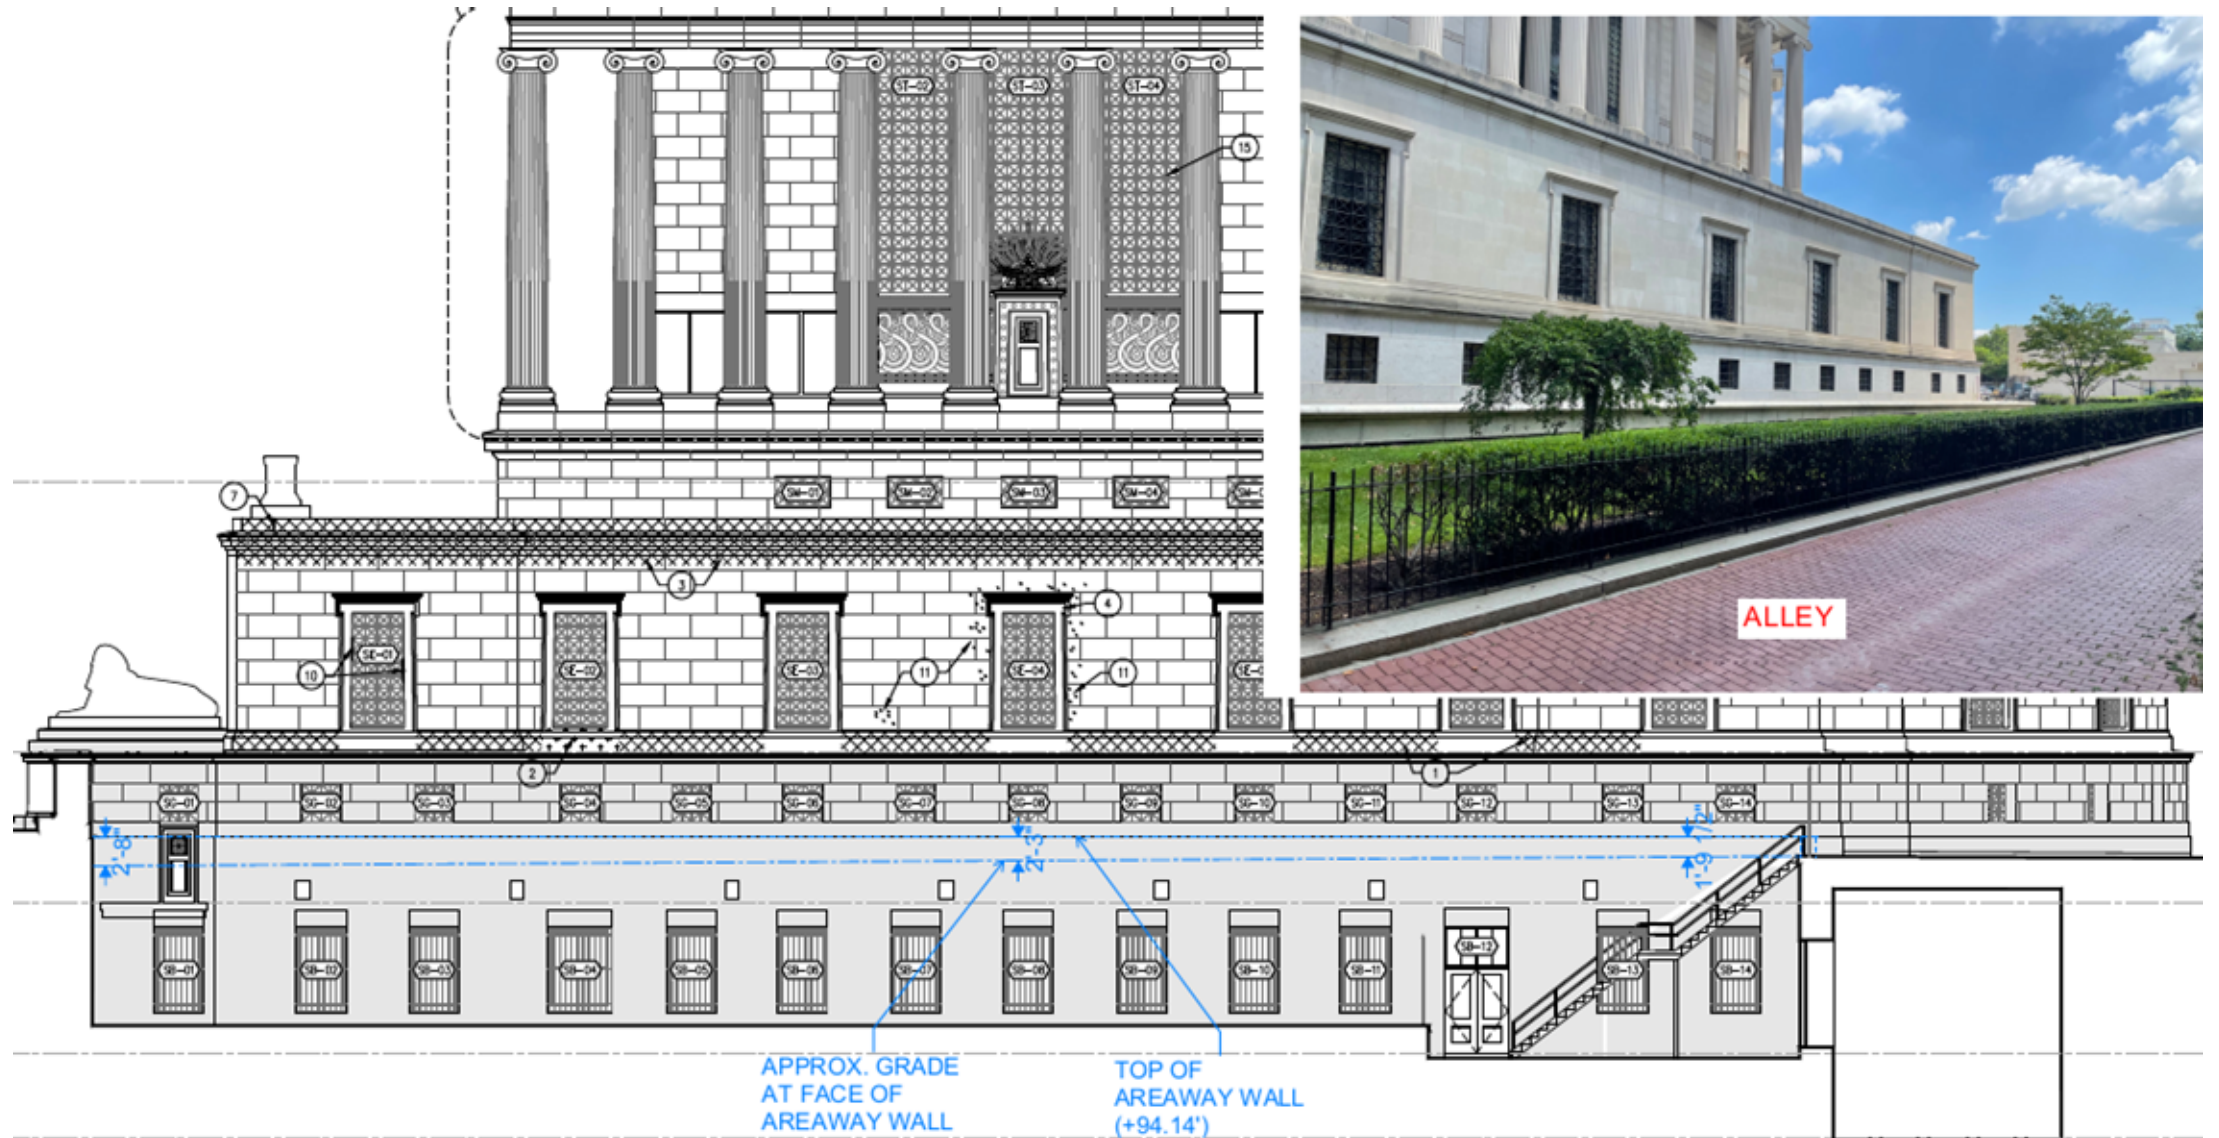 ST-02
ST-03
ST-04
15
SM-01
SM-02
SM-03
SM-04
7
3
4
SE-01
SE-02
SE-03
SE-04
10
11
11
ALLEY
2
1
SG-01
SG-02
SG-03
SG-04
SG-05
SG-06
SG-07
SG-08
SG-09
SG-10
SG-11
SG-12
SG-13
SG-14
2'-8"
2'-3"
1'-9 1/2"
SB-01
SB-02
SB-03
SB-04
SB-05
SB-06
SB-07
SB-08
SB-09
SB-10
SB-11
SB-12
SB-13
SB-14
APPROX. GRADE
AT FACE OF
AREAWAY WALL
TOP OF
AREAWAY WALL
(+94.14')